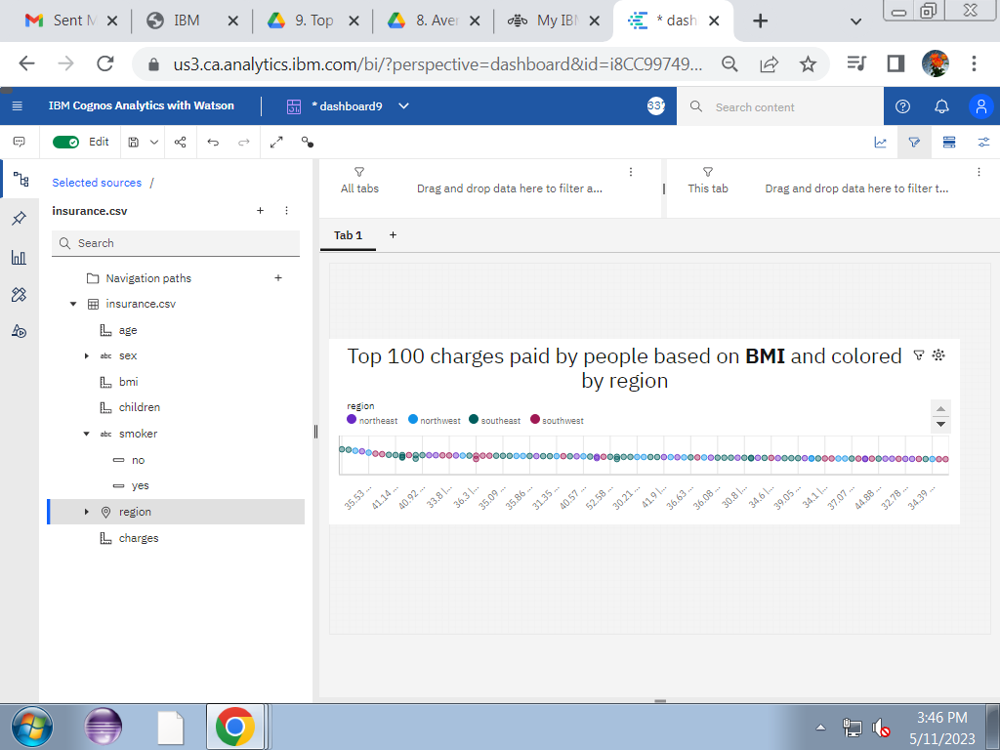 Sent M
IBM
9. Top
8. Aver
My IBM
* dash
us3.ca.analytics.ibm.com/bi/?perspective=dashboard&id=i8CC99749...
IBM Cognos Analytics with Watson
* dashboard9
337
Search content
Edit
Selected sources /
All tabs
Drag and drop data here to filter a...
This tab
Drag and drop data here to filter t...
insurance.csv
Tab 1
Search
Navigation paths
insurance.csv
age
abc sex
bmi
children
abc smoker
no
yes
region
charges
Top 100 charges paid by people based on BMI and colored
by region
region
northeast northwest southeast southwest
35.53 ...
41.14 ...
40.92 ...
33.8 |...
36.3 |...
35.09 ...
35.86 ...
31.35 ...
40.57 ...
52.58 ...
30.21 ...
41.9 |...
36.63 ...
36.08 ...
30.8 |...
34.6 |...
39.05 ...
34.1 |...
37.07 ...
44.88 ...
32.78 ...
34.39 ...
3:46 PM
5/11/2023